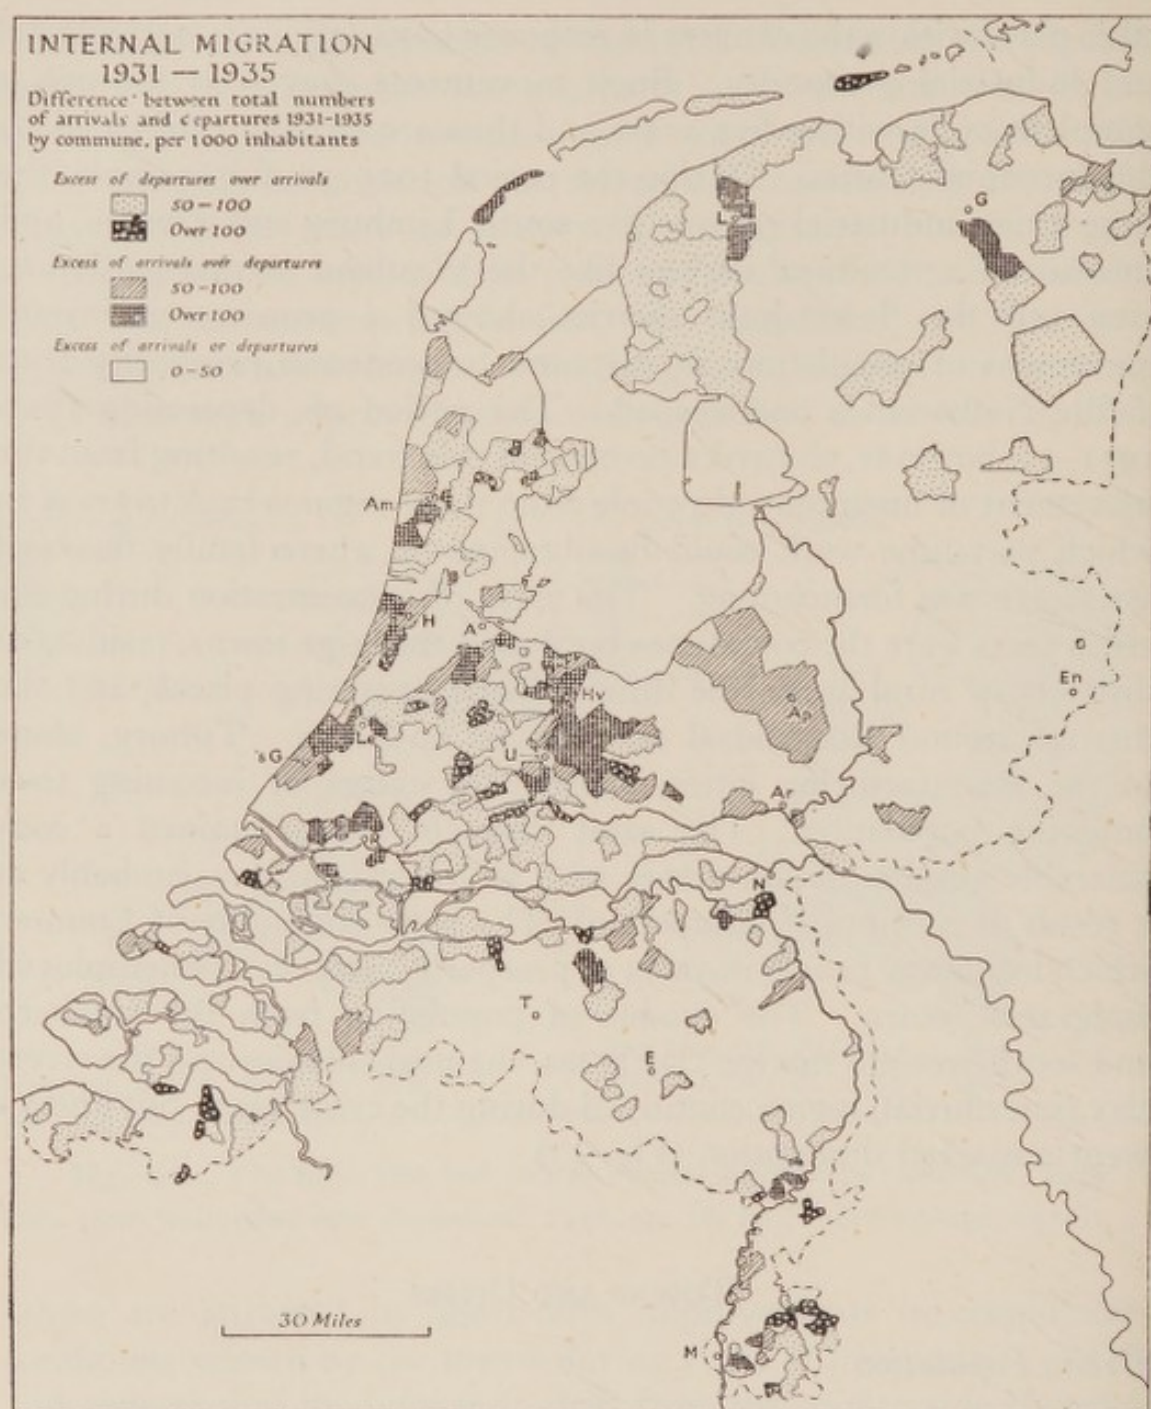 INTERNAL MIGRATION
1931 — 1935
Difference between total numbers
of arrivals and departures 1931-1935
by commune, per 1000 inhabitants
Excess of departures over arrivals
50 — 100
Over 100
Excess of arrivals over departures
50 -100
Over 100
Excess of arrivals or departures
0-50
G
L
Am
H
A
En
Hv
Ap
Le
'sG
U
Ar
R
N
T
E
30 Miles
M